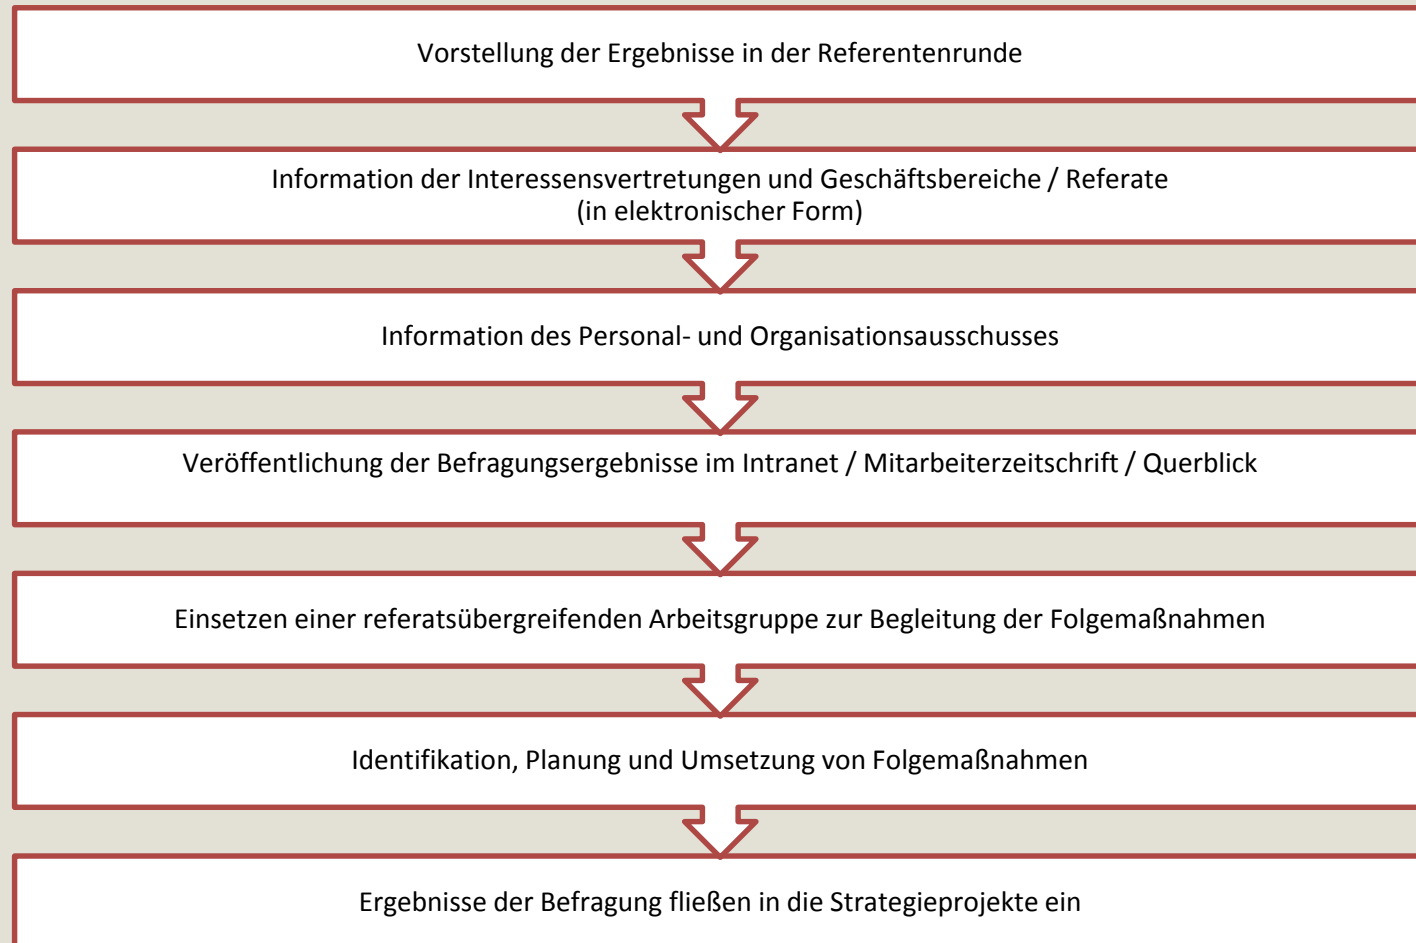 Vorstellung der Ergebnisse in der Referentenrunde
Information der Interessensvertretungen und Geschäftsbereiche / Referate
(in elektronischer Form)
Information des Personal- und Organisationsausschusses
Veröffentlichung der Befragungsergebnisse im Intranet / Mitarbeiterzeitschrift / Querblick
Einsetzen einer referatsübergreifenden Arbeitsgruppe zur Begleitung der Folgemaßnahmen
Identifikation, Planung und Umsetzung von Folgemaßnahmen
Ergebnisse der Befragung fließen in die Strategieprojekte ein